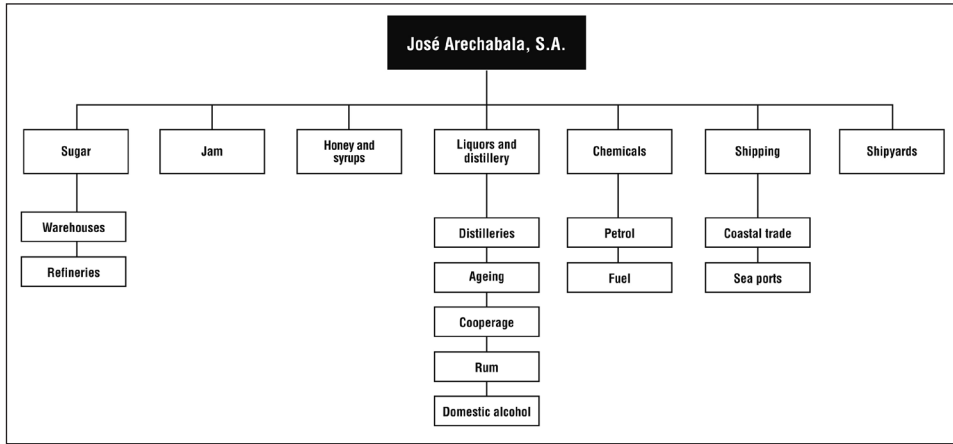 José Arechabala, S.A.
Sugar
Jam
Honey and
syrups
Liquors and
distillery
Chemicals
Shipping
Shipyards
Warehouses
Refineries
Distilleries
Ageing
Cooperage
Rum
Domestic alcohol
Petrol
Fuel
Coastal trade
Sea ports